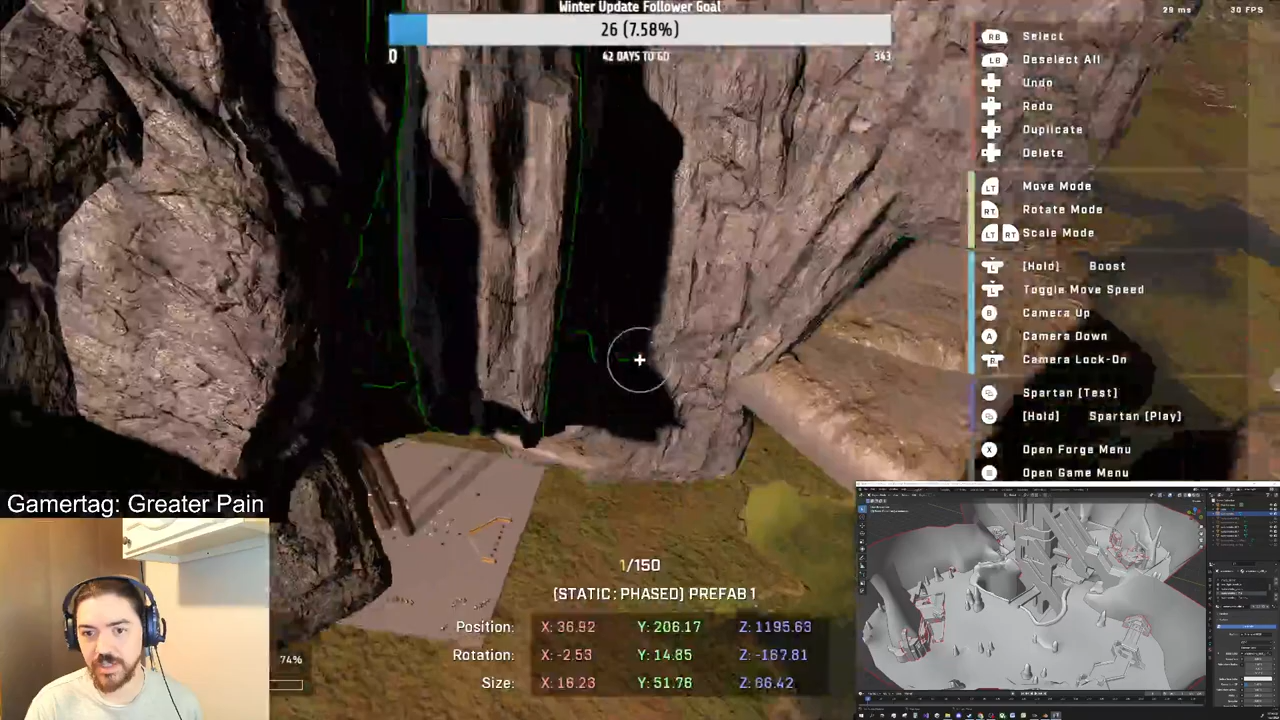 Winter Update Follower Goal
26 (7.58%)
0
42 DAYS TO GO
343
29 ms
30 FPS
RB Select
LB Deselect All
Undo
Redo
Duplicate
Delete
LT Move Mode
RT Rotate Mode
LT RT Scale Mode
L [Hold] Boost
L Toggle Move Speed
B Camera Up
A Camera Down
R Camera Lock-On
Spartan [Test]
[Hold] Spartan [Play]
X Open Forge Menu
Open Game Menu
Gamertag: Greater Pain
74%
1/150
[STATIC : PHASED] PREFAB 1
Position: X: 36.92 Y: 206.17 Z: 1195.63
Rotation: X: -2.53 Y: 14.85 Z: -167.81
Size: X: 16.23 Y: 51.76 Z: 66.42